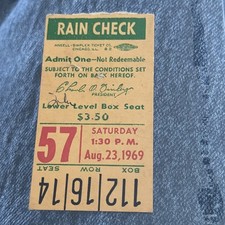 RAIN CHECK
Admit One—Not Redeemable
SUBJECT TO THE CONDITIONS SET
FORTH ON BACK HEREOF.
PRESIDENT
Lower Level Box Seat
$3.50
57 SATURDAY
1:30 P.M.
Aug. 23, 1969
SEAT ROW BOX
112 16 14